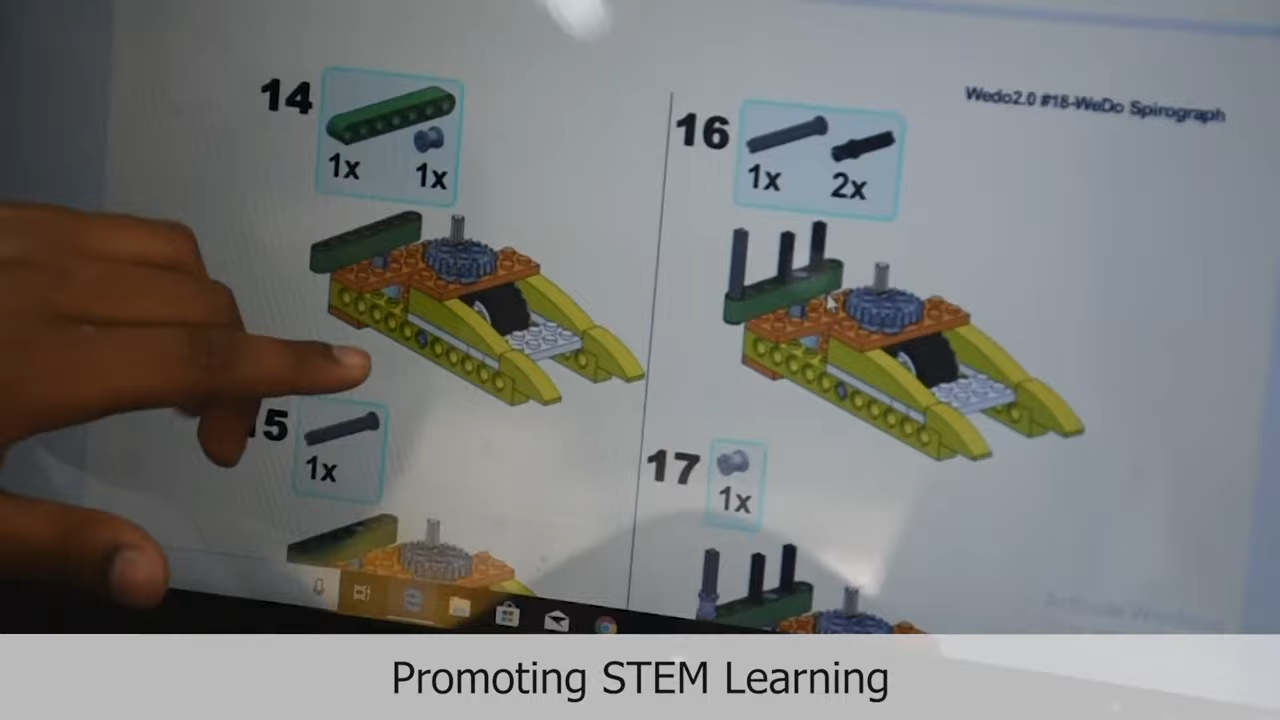 14
1x 1x
Wedo2.0 #18-WeDo Spirograph
16
1x 2x
15
1x
17
1x
Promoting STEM Learning